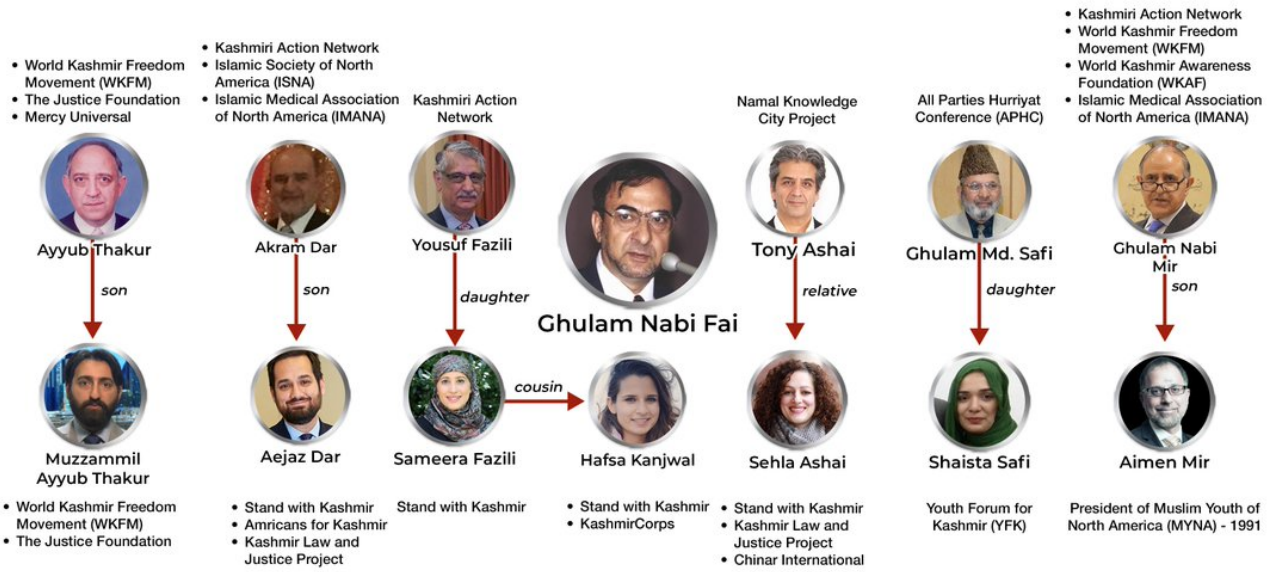 • World Kashmir Freedom
Movement (WKFM)
• The Justice Foundation
• Mercy Universal
Ayyub Thakur
son
Muzzammil
Ayyub Thakur
• World Kashmir Freedom
Movement (WKFM)
• The Justice Foundation
• Kashmiri Action Network
• Islamic Society of North
America (ISNA)
• Islamic Medical Association
of North America (IMANA)
Akram Dar
son
Aejaz Dar
• Stand with Kashmir
• Amricans for Kashmir
• Kashmir Law and
Justice Project
Kashmiri Action
Network
Yousuf Fazili
daughter
Sameera Fazili
Stand with Kashmir
cousin
Ghulam Nabi Fai
Hafsa Kanjwal
• Stand with Kashmir
• KashmirCorps
Namal Knowledge
City Project
Tony Ashai
relative
Sehla Ashai
• Stand with Kashmir
• Kashmir Law and
Justice Project
• Chinar International
All Parties Hurriyat
Conference (APHC)
Ghulam Md. Safi
daughter
Shaista Safi
Youth Forum for
Kashmir (YFK)
• Kashmiri Action Network
• World Kashmir Freedom
Movement (WKFM)
• World Kashmir Awareness
Foundation (WKAF)
• Islamic Medical Association
of North America (IMANA)
Ghulam Nabi
Mir
son
Aimen Mir
President of Muslim Youth of
North America (MYNA) - 1991